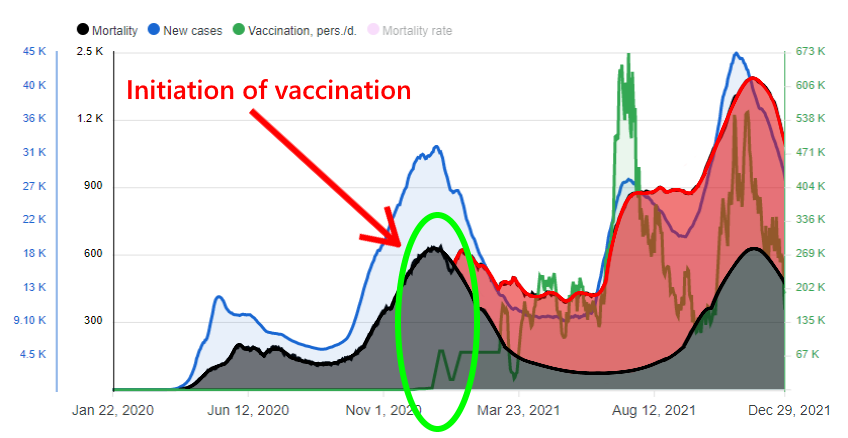 Mortality New cases Vaccination, pers./d. Mortality rate
45 K 2.5 K 673 K
Initiation of vaccination
40 K 606 K
36 K 1.2 K 538 K
31 K 471 K
27 K 900 404 K
22 K 336 K
18 K 600 269 K
13 K 202 K
9.10 K 300 135 K
4.5 K 67 K
Jan 22, 2020 Jun 12, 2020 Nov 1, 2020 Mar 23, 2021 Aug 12, 2021 Dec 29, 2021